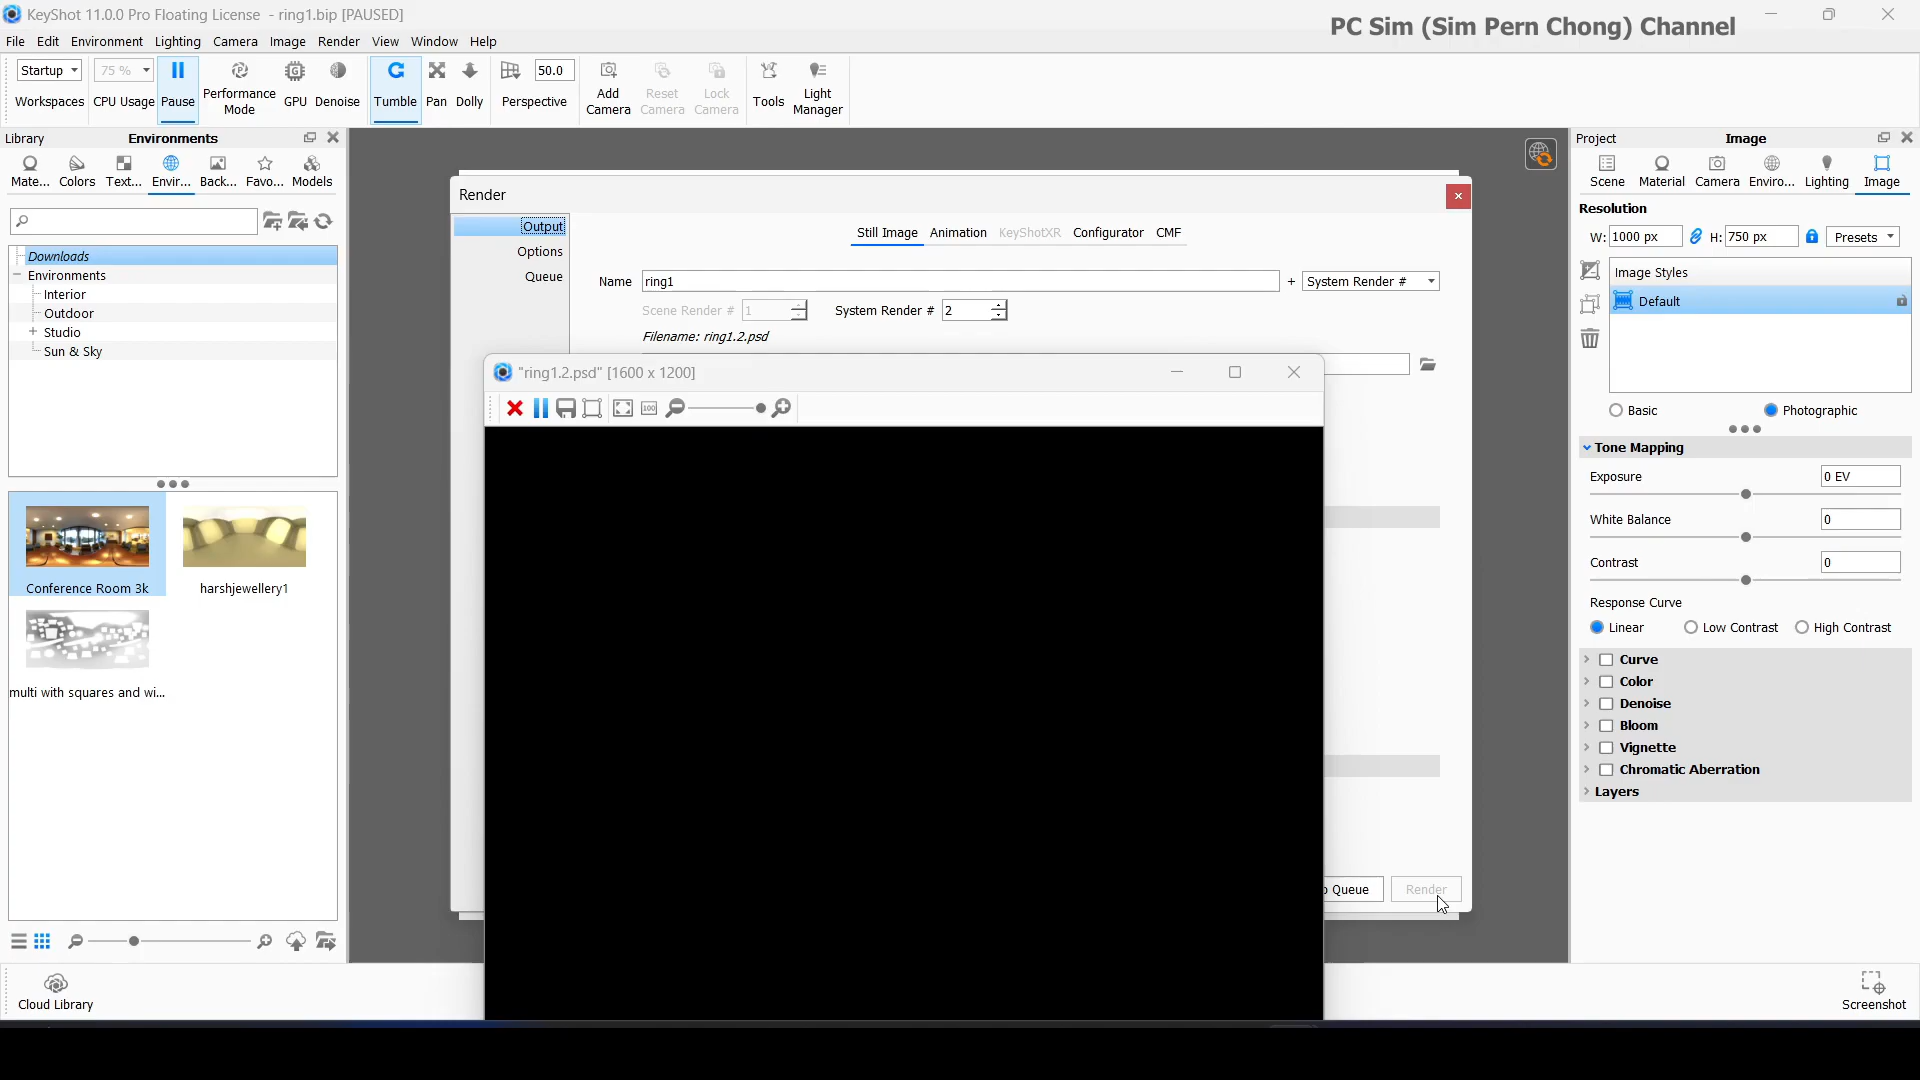 KeyShot 11.0.0 Pro Floating License - ring1.bip [PAUSED]
PC Sim (Sim Pern Chong) Channel
File Edit Environment Lighting Camera Image Render View Window Help
Startup 75 % 50.0
Workspaces CPU Usage Pause Performance Mode GPU Denoise Tumble Pan Dolly Perspective Add Camera Reset Camera Lock Camera Tools Light Manager
Library Environments
Mate... Colors Text... Envir... Back... Favo... Models
Downloads
Environments
Interior
Outdoor
Studio
Sun & Sky
Conference Room 3k
harshjewellery1
multi with squares and wi...
Cloud Library
Render
Output
Options
Queue
Still Image Animation KeyShotXR Configurator CMF
Name ring1 + System Render #
Scene Render # 1 System Render # 2
Filename: ring1.2.psd
"ring1.2.psd" [1600 x 1200]
100
Queue Render
Project Image
Scene Material Camera Enviro... Lighting Image
Resolution
W: 1000 px H: 750 px Presets
Image Styles
Default
Basic Photographic
Tone Mapping
Exposure 0 EV
White Balance 0
Contrast 0
Response Curve
Linear Low Contrast High Contrast
Curve
Color
Denoise
Bloom
Vignette
Chromatic Aberration
Layers
Screenshot